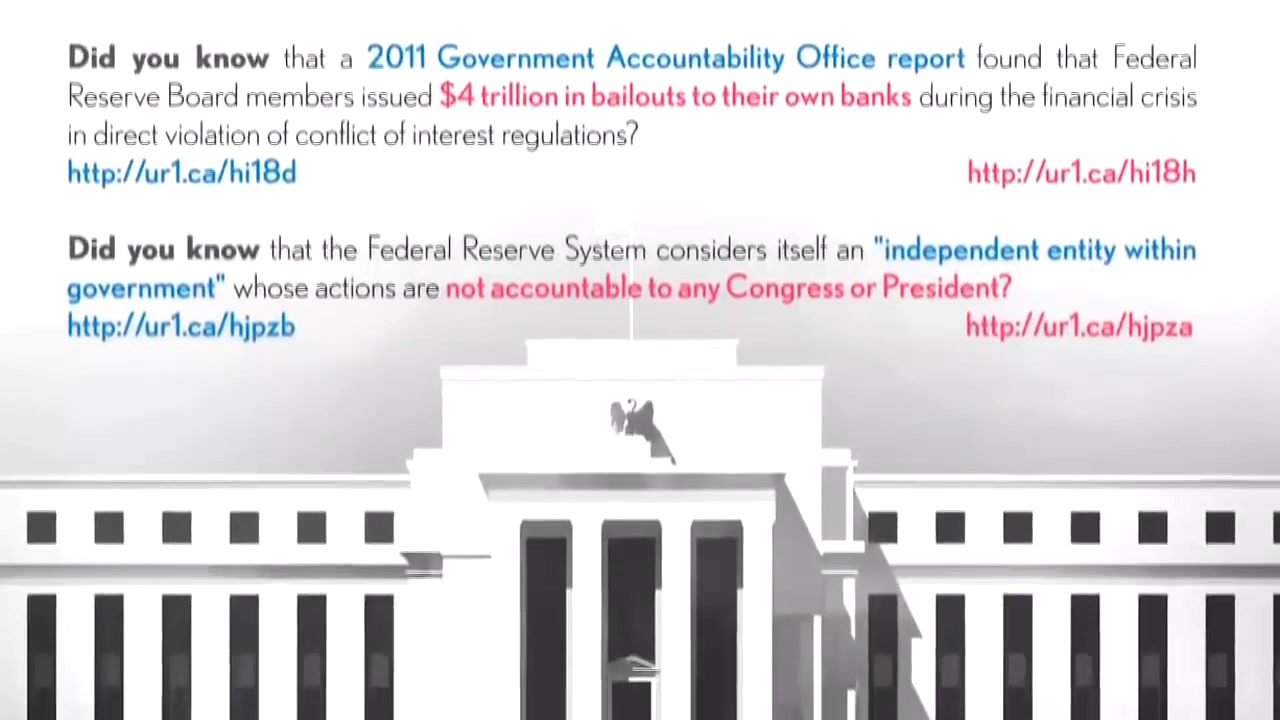 Did you know that a 2011 Government Accountability Office report found that Federal
Reserve Board members issued $4 trillion in bailouts to their own banks during the financial crisis
in direct violation of conflict of interest regulations?
http://ur1.ca/hi18d http://ur1.ca/hi18h
Did you know that the Federal Reserve System considers itself an "independent entity within
government" whose actions are not accountable to any Congress or President?
http://ur1.ca/hjpzb http://ur1.ca/hjpza